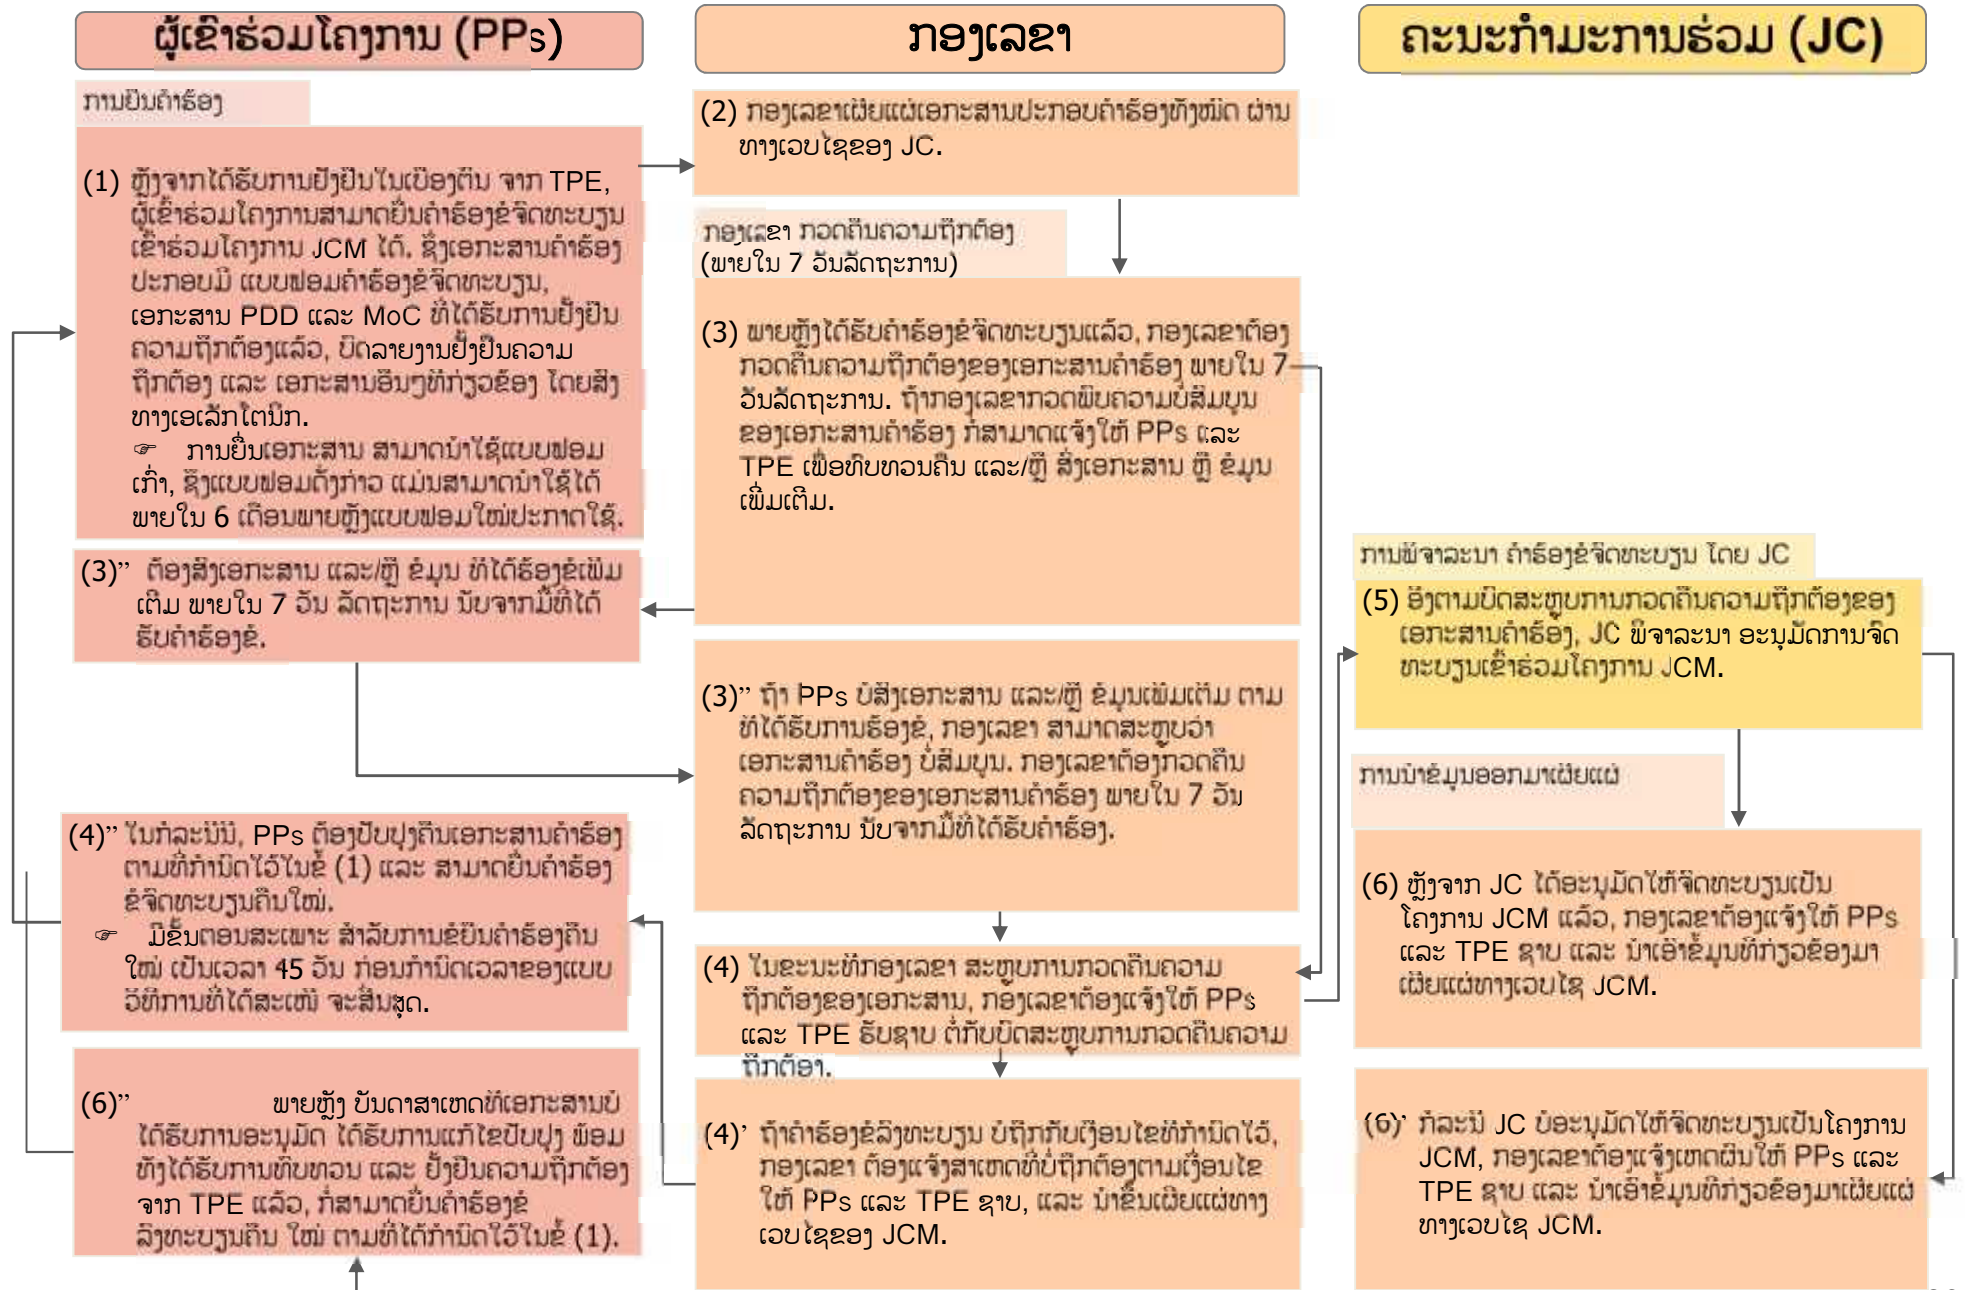 ຜູ້ເຂົ້າຮ່ວມໂຄງການ (PPs)
ການຍື່ນຄຳຮ້ອງ
(1) ຫຼັງຈາກໄດ້ຮັບການຢັ້ງຢືນໃນເບື້ອງຕົ້ນ ຈາກ TPE,
ຜູ້ເຂົ້າຮ່ວມໂຄງການສາມາດຍື່ນຄຳຮ້ອງຂໍຈົດທະບຽນ
ເຂົ້າຮ່ວມໂຄງການ JCM ໄດ້. ຊຶ່ງເອກະສານຄຳຮ້ອງ
ປະກອບມີ ແບບຟອມຄຳຮ້ອງຂໍຈົດທະບຽນ,
ເອກະສານ PDD ແລະ MoC ທີ່ໄດ້ຮັບການຢັ້ງຢືນ
ຄວາມຖືກຕ້ອງແລ້ວ, ບົດລາຍງານຢັ້ງຢືນຄວາມ
ຖືກຕ້ອງ ແລະ ເອກະສານອື່ນໆທີ່ກ່ຽວຂ້ອງ ໂດຍສົ່ງ
ທາງເອເລັກໂຕນິກ.
☞ ການຍື່ນເອກະສານ ສາມາດນຳໃຊ້ແບບຟອມ
ເກົ່າ, ຊຶ່ງແບບຟອມດັ່ງກ່າວ ແມ່ນສາມາດນຳໃຊ້ໄດ້
ພາຍໃນ 6 ເດືອນພາຍຫຼັງແບບຟອມໃໝ່ປະກາດໃຊ້.
(3)” ຕ້ອງສົ່ງເອກະສານ ແລະ/ຫຼື ຂໍ້ມູນ ທີ່ໄດ້ຮ້ອງຂໍເພີ່ມ
ເຕີມ ພາຍໃນ 7 ວັນ ລັດຖະການ ນັບຈາກມື້ທີ່ໄດ້
ຮັບຄຳຮ້ອງຂໍ.
(4)” ໃນກໍລະນີນີ້, PPs ຕ້ອງປັບປຸງຄືນເອກະສານຄຳຮ້ອງ
ຕາມທີ່ກຳນົດໄວ້ໃນຂໍ້ (1) ແລະ ສາມາດຍື່ນຄຳຮ້ອງ
ຂໍຈົດທະບຽນຄືນໃໝ່.
☞ ມີຂັ້ນຕອນສະເພາະ ສຳລັບການຂໍຍື່ນຄຳຮ້ອງຄືນ
ໃໝ່ ເປັນເວລາ 45 ວັນ ກ່ອນກຳນົດເວລາຂອງແບບ
ວິທີການທີ່ໄດ້ສະເໜີ ຈະສິ້ນສຸດ.
(6)” ພາຍຫຼັງ ບັນດາສາເຫດທີ່ເອກະສານບໍ່
ໄດ້ຮັບການອະນຸມັດ ໄດ້ຮັບການແກ້ໄຂປັບປຸງ ພ້ອມ
ທັງໄດ້ຮັບການທົບທວນ ແລະ ຢັ້ງຢືນຄວາມຖືກຕ້ອງ
ຈາກ TPE ແລ້ວ, ກໍ່ສາມາດຍື່ນຄຳຮ້ອງຂໍ
ລົງທະບຽນຄືນ ໃໝ່ ຕາມທີ່ໄດ້ກຳນົດໄວ້ໃນຂໍ້ (1).
ກອງເລຂາ
(2) ກອງເລຂາເຜີຍແຜ່ເອກະສານປະກອບຄຳຮ້ອງທັງໝົດ ຜ່ານ
ທາງເວບໄຊຂອງ JC.
ກອງເລຂາ ກວດຄືນຄວາມຖືກຕ້ອງ
(ພາຍໃນ 7 ວັນລັດຖະການ)
(3) ພາຍຫຼັງໄດ້ຮັບຄຳຮ້ອງຂໍຈົດທະບຽນແລ້ວ, ກອງເລຂາຕ້ອງ
ກວດຄືນຄວາມຖືກຕ້ອງຂອງເອກະສານຄຳຮ້ອງ ພາຍໃນ 7
ວັນລັດຖະການ. ຖ້າກອງເລຂາກວດພົບຄວາມບໍ່ສົມບູນ
ຂອງເອກະສານຄຳຮ້ອງ ກໍ່ສາມາດແຈ້ງໃຫ້ PPs ແລະ
TPE ເພື່ອທົບທວນຄືນ ແລະ/ຫຼື ສົ່ງເອກະສານ ຫຼື ຂໍ້ມູນ
ເພີ່ມເຕີມ.
(3)” ຖ້າ PPs ບໍ່ສົ່ງເອກະສານ ແລະ/ຫຼື ຂໍ້ມູນເພີ່ມເຕີມ ຕາມ
ທີ່ໄດ້ຮັບການຮ້ອງຂໍ, ກອງເລຂາ ສາມາດສະຫຼຸບວ່າ
ເອກະສານຄຳຮ້ອງ ບໍ່ສົມບູນ. ກອງເລຂາຕ້ອງກວດຄືນ
ຄວາມຖືກຕ້ອງຂອງເອກະສານຄຳຮ້ອງ ພາຍໃນ 7 ວັນ
ລັດຖະການ ນັບຈາກມື້ທີ່ໄດ້ຮັບຄຳຮ້ອງ.
(4) ໃນຂະນະທີ່ກອງເລຂາ ສະຫຼຸບການກວດຄືນຄວາມ
ຖືກຕ້ອງຂອງເອກະສານ, ກອງເລຂາຕ້ອງແຈ້ງໃຫ້ PPs
ແລະ TPE ຮັບຊາບ ຕໍ່ກັບບົດສະຫຼຸບການກວດຄືນຄວາມ
ຖືກຕ້ອງ.
(4)’ ຖ້າຄຳຮ້ອງຂໍລົງທະບຽນ ບໍ່ຖືກກັບເງື່ອນໄຂທີ່ກຳນົດໄວ້,
ກອງເລຂາ ຕ້ອງແຈ້ງສາເຫດທີ່ບໍ່ຖືກຕ້ອງຕາມເງື່ອນໄຂ
ໃຫ້ PPs ແລະ TPE ຊາບ, ແລະ ນຳຂຶ້ນເຜີຍແຜ່ທາງ
ເວບໄຊຂອງ JCM.
ຄະນະກຳມະການຮ່ວມ (JC)
ການພິຈາລະນາ ຄຳຮ້ອງຂໍຈົດທະບຽນ ໂດຍ JC
(5) ອີງຕາມບົດສະຫຼຸບການກວດຄືນຄວາມຖືກຕ້ອງຂອງ
ເອກະສານຄຳຮ້ອງ, JC ພິຈາລະນາ ອະນຸມັດການຈົດ
ທະບຽນເຂົ້າຮ່ວມໂຄງການ JCM.
ການນຳຂໍ້ມູນອອກມາເຜີຍແຜ່
(6) ຫຼັງຈາກ JC ໄດ້ອະນຸມັດໃຫ້ຈົດທະບຽນເປັນ
ໂຄງການ JCM ແລ້ວ, ກອງເລຂາຕ້ອງແຈ້ງໃຫ້ PPs
ແລະ TPE ຊາບ ແລະ ນຳເອົາຂໍ້ມູນທີ່ກ່ຽວຂ້ອງມາ
ເຜີຍແຜ່ທາງເວບໄຊ JCM.
(6)’ ກໍລະນີ JC ບໍ່ອະນຸມັດໃຫ້ຈົດທະບຽນເປັນໂຄງການ
JCM, ກອງເລຂາຕ້ອງແຈ້ງເຫດຜົນໃຫ້ PPs ແລະ
TPE ຊາບ ແລະ ນຳເອົາຂໍ້ມູນທີ່ກ່ຽວຂ້ອງມາເຜີຍແຜ່
ທາງເວບໄຊ JCM.